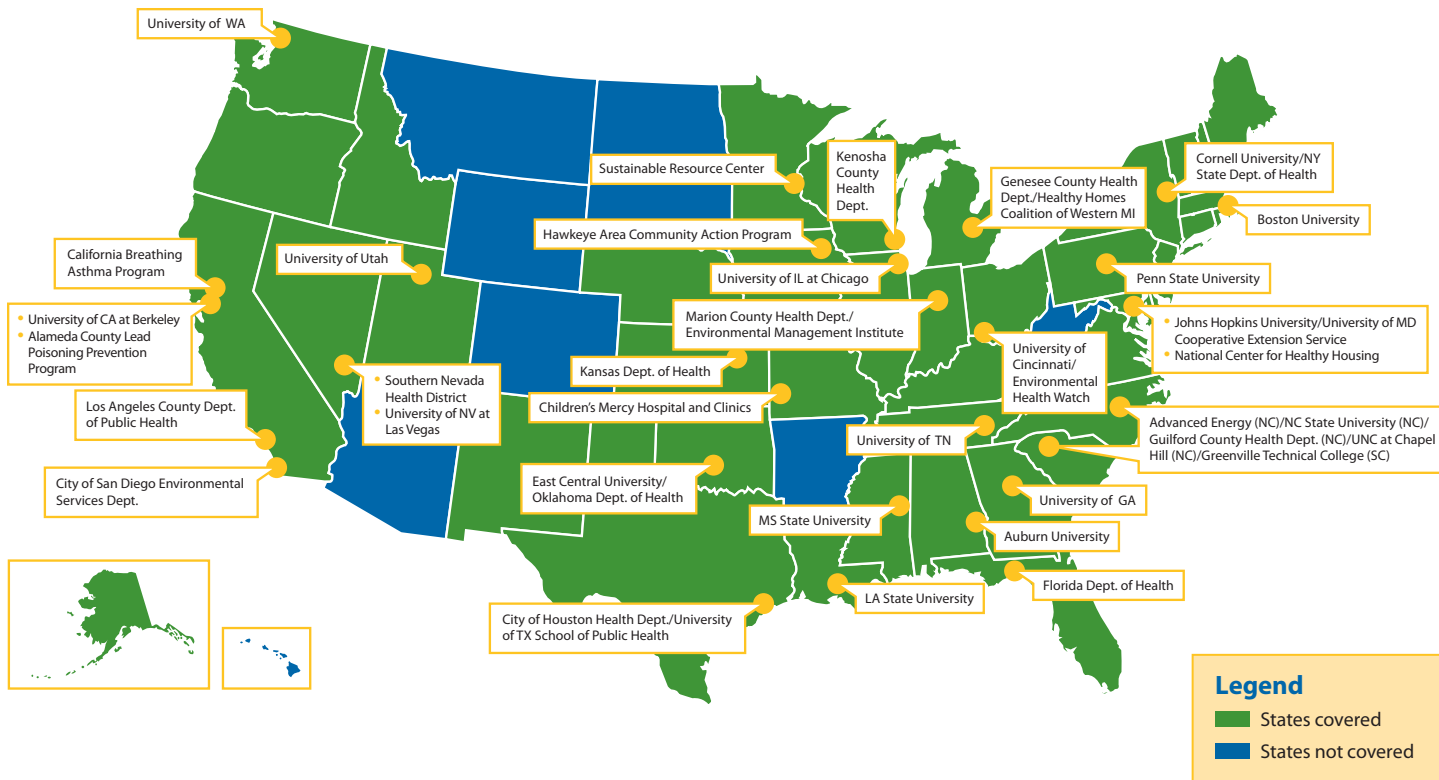 University of WA
Sustainable Resource Center
Kenosha
County
Health
Dept.
Genesee County Health
Dept./Healthy Homes
Coalition of Western MI
Cornell University/NY
State Dept. of Health
Boston University
Hawkeye Area Community Action Program
California Breathing
Asthma Program
University of Utah
University of IL at Chicago
Penn State University
• University of CA at Berkeley
• Alameda County Lead
Poisoning Prevention
Program
Marion County Health Dept./
Environmental Management Institute
• Johns Hopkins University/University of MD
Cooperative Extension Service
• National Center for Healthy Housing
University of
Cincinnati/
Environmental
Health Watch
Kansas Dept. of Health
• Southern Nevada
Health District
• University of NV at
Las Vegas
Children's Mercy Hospital and Clinics
Los Angeles County Dept.
of Public Health
University of TN
Advanced Energy (NC)/NC State University (NC)/
Guilford County Health Dept. (NC)/UNC at Chapel
Hill (NC)/Greenville Technical College (SC)
City of San Diego Environmental
Services Dept.
East Central University/
Oklahoma Dept. of Health
University of GA
MS State University
Auburn University
Florida Dept. of Health
LA State University
City of Houston Health Dept./University
of TX School of Public Health
Legend
States covered
States not covered